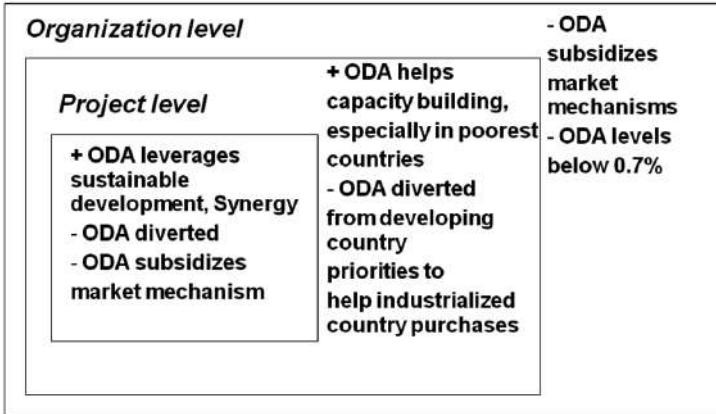 Organization level
Project level
+ ODA leverages
sustainable
development, Synergy
- ODA diverted
- ODA subsidizes
market mechanism
+ ODA helps
capacity building,
especially in poorest
countries
- ODA diverted
from developing
country
priorities to
help industrialized
country purchases
- ODA
subsidizes
market
mechanisms
- ODA levels
below 0.7%